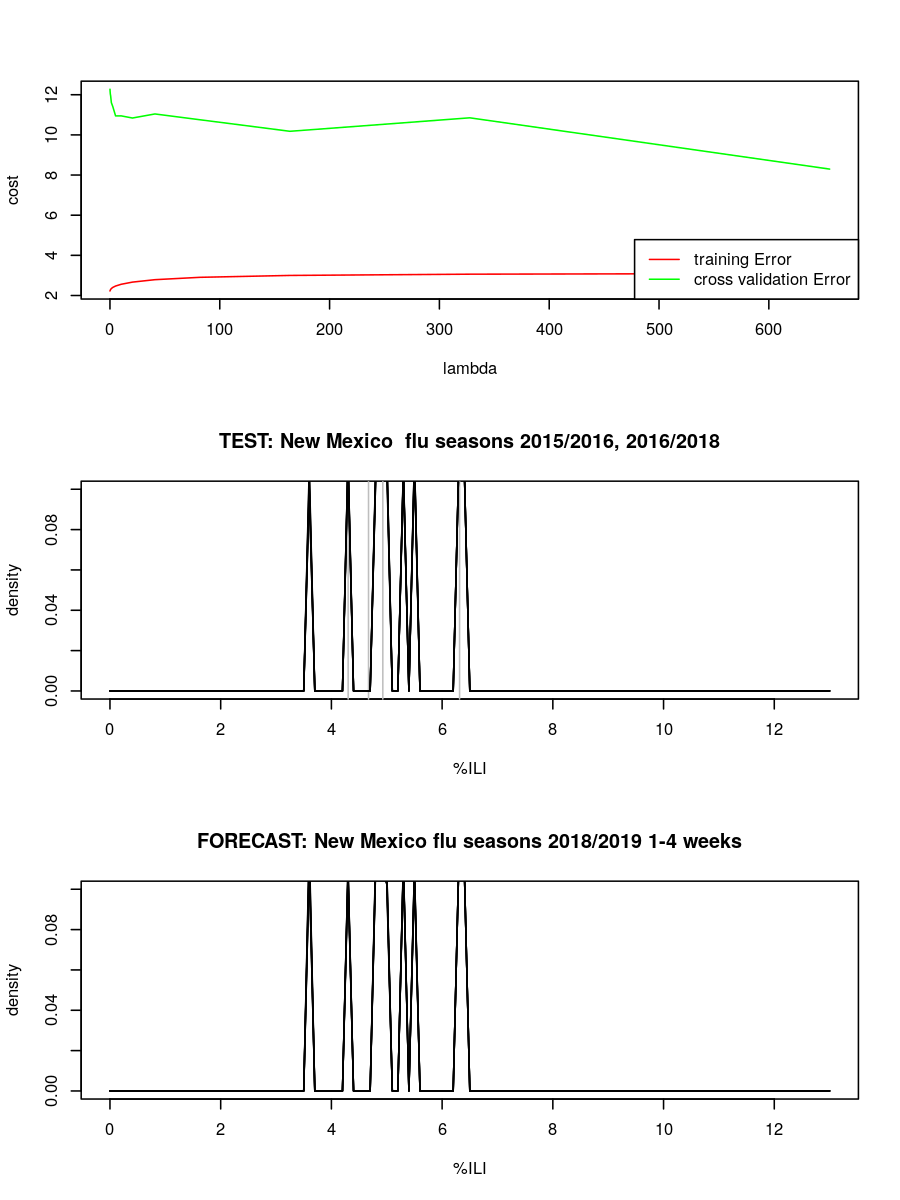 12
10
8
6
4
2
cost
training Error
cross validation Error
0 100 200 300 400 500 600
lambda
TEST: New Mexico  flu seasons 2015/2016, 2016/2018
0.08
0.04
0.00
density
0 2 4 6 8 10 12
%ILI
FORECAST: New Mexico flu seasons 2018/2019 1-4 weeks
0.08
0.04
0.00
density
0 2 4 6 8 10 12
%ILI